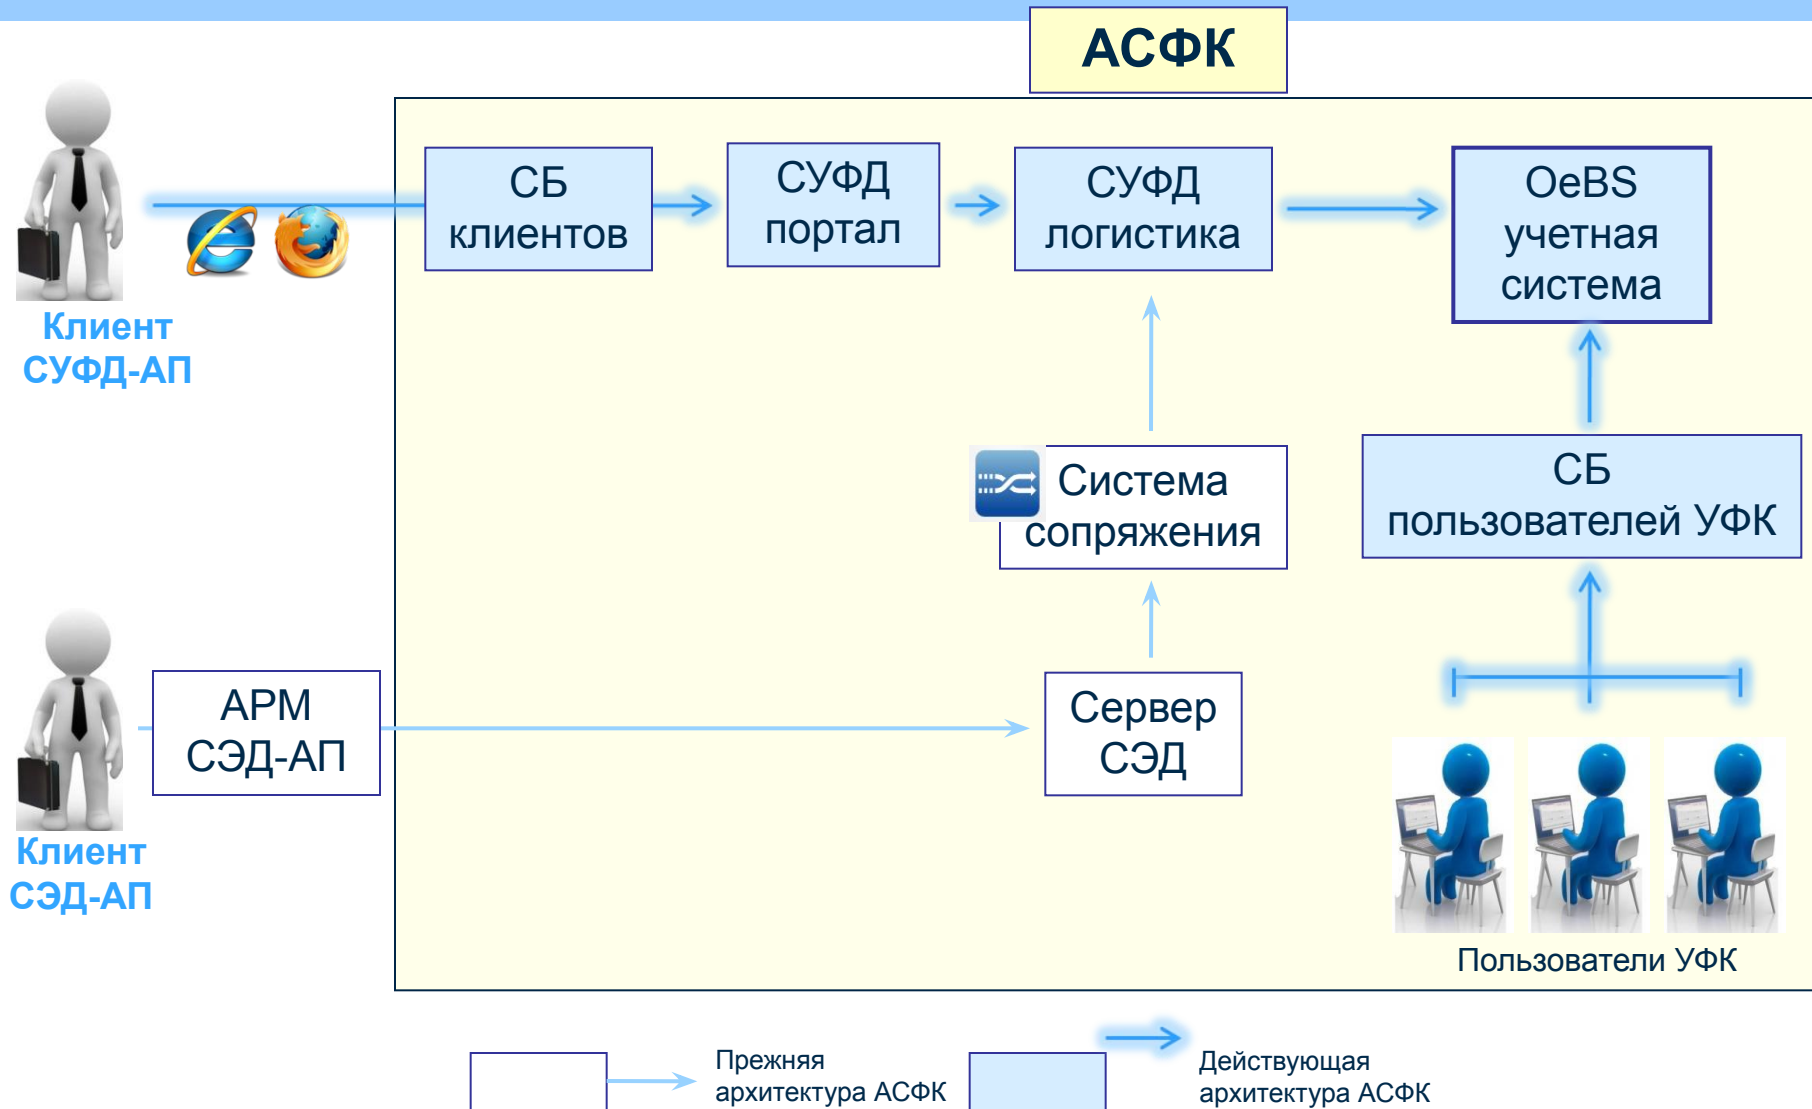 АСФК
СБ
клиентов
СУФД
портал
СУФД
логистика
OeBS
учетная
система
Клиент
СУФД-АП
Система
сопряжения
СБ
пользователей УФК
АРМ
СЭД-АП
Сервер
СЭД
Клиент
СЭД-АП
Пользователи УФК
Прежняя
архитектура АСФК
Действующая
архитектура АСФК